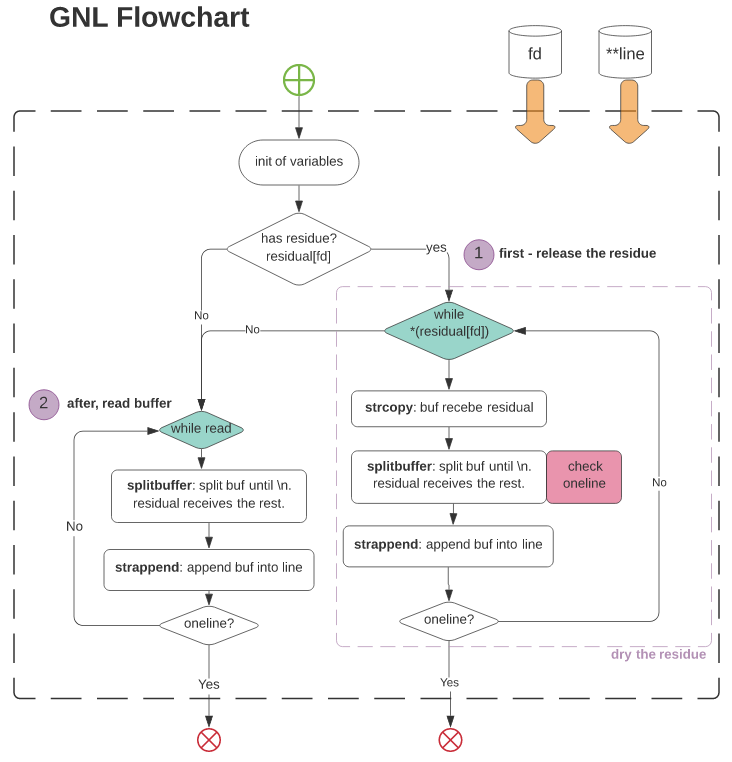 GNL Flowchart
fd
**line
init of variables
has residue?
residual[fd]
yes
1
first - release the residue
No
No
while
*(residual[fd])
2
after, read buffer
while read
strcopy: buf recebe residual
splitbuffer: split buf until \n.
residual receives the rest.
check
oneline
No
splitbuffer: split buf until \n.
residual receives the rest.
No
strappend: append buf into line
strappend: append buf into line
oneline?
oneline?
dry the residue
Yes
Yes